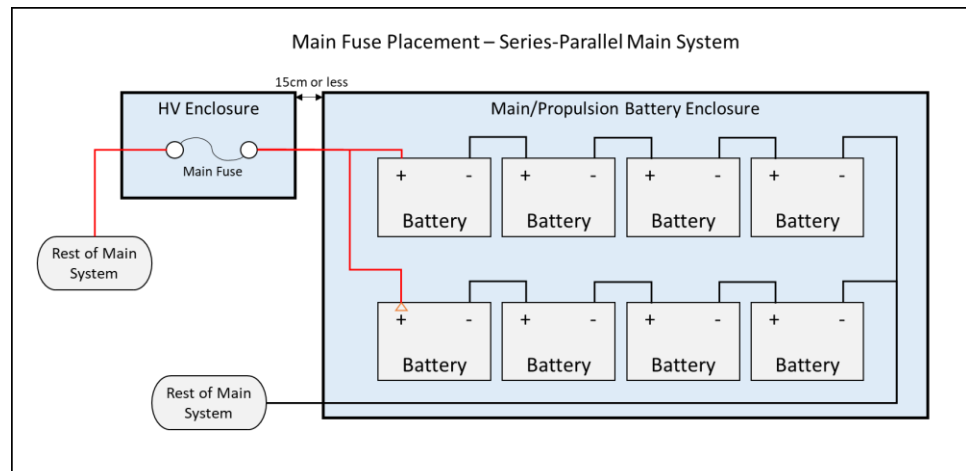 Main Fuse Placement – Series-Parallel Main System
15cm or less
HV Enclosure
Main/Propulsion Battery Enclosure
Main Fuse
+ - + - + - + -
Battery Battery Battery Battery
Rest of Main
System
+ - + - + - + -
Battery Battery Battery Battery
Rest of Main
System